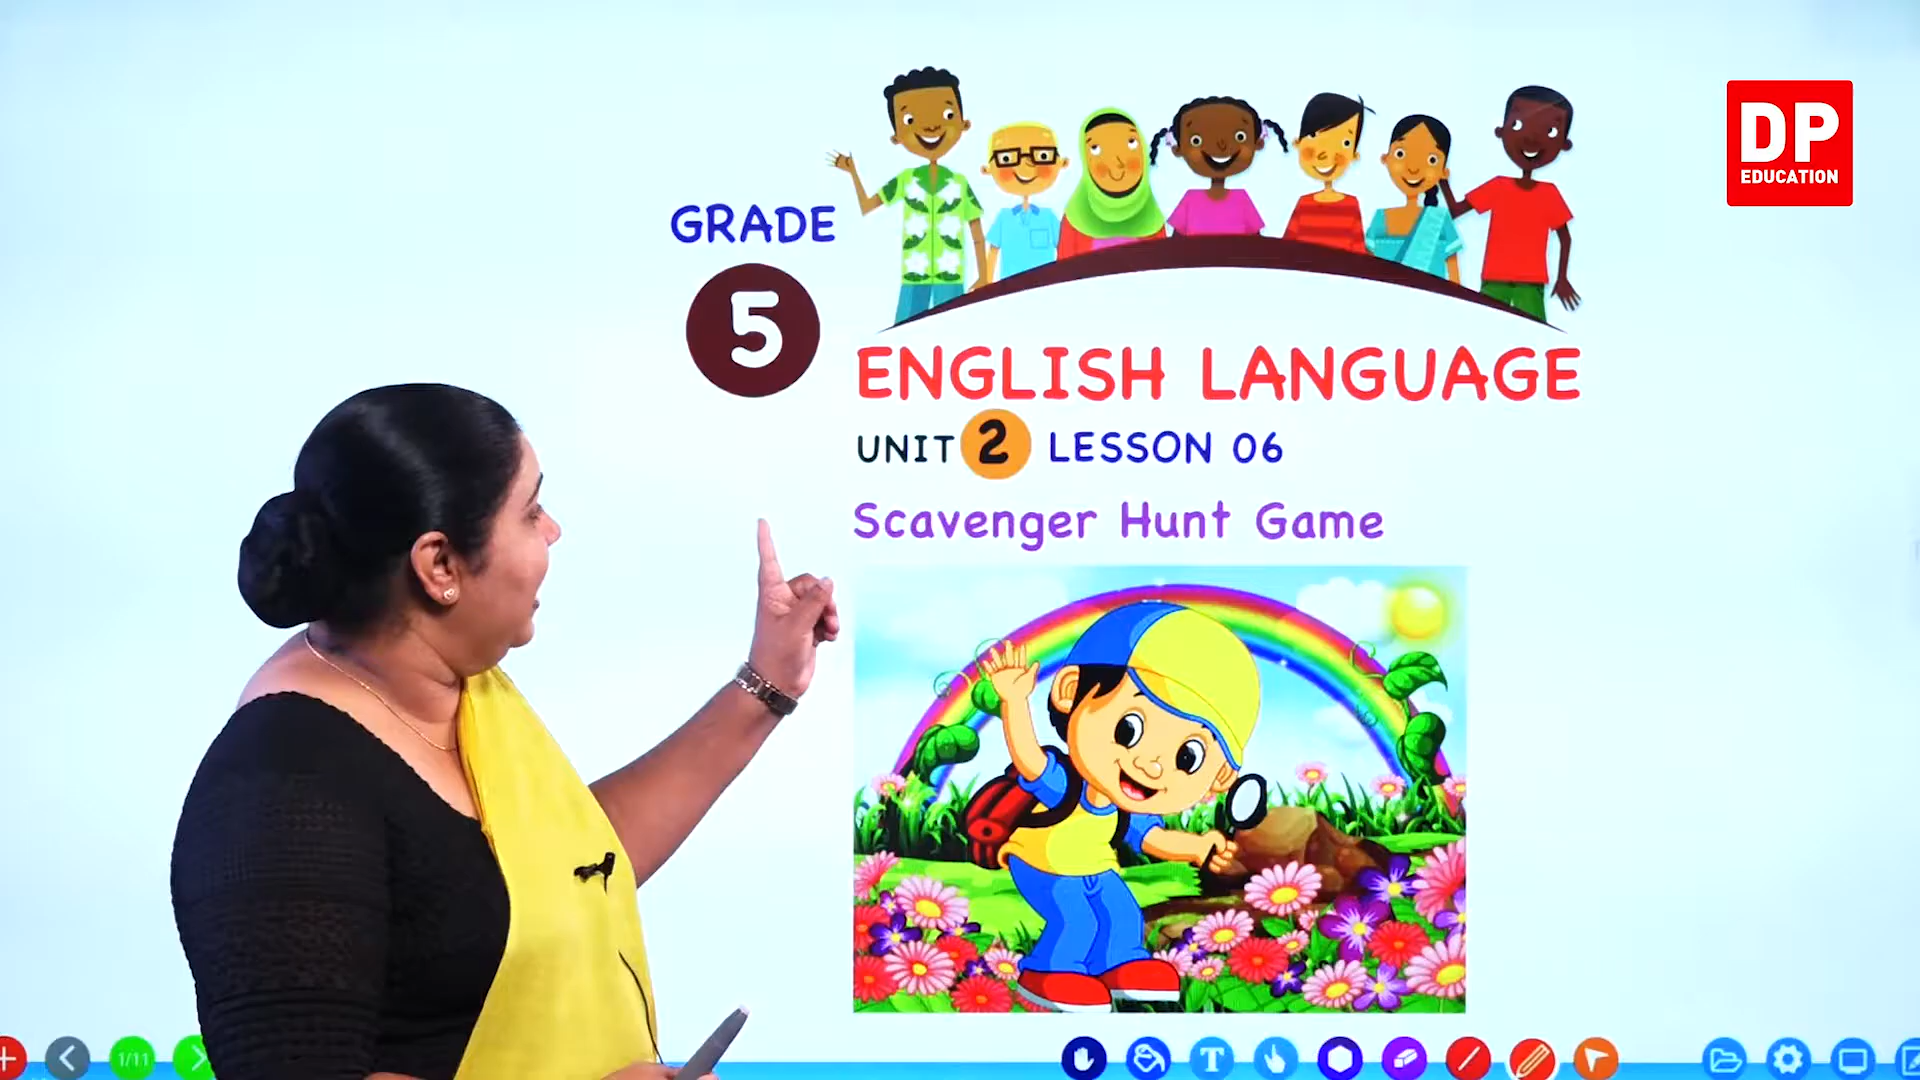 DP
EDUCATION
GRADE
5
ENGLISH LANGUAGE
UNIT 2 LESSON 06
Scavenger Hunt Game
1/11
T